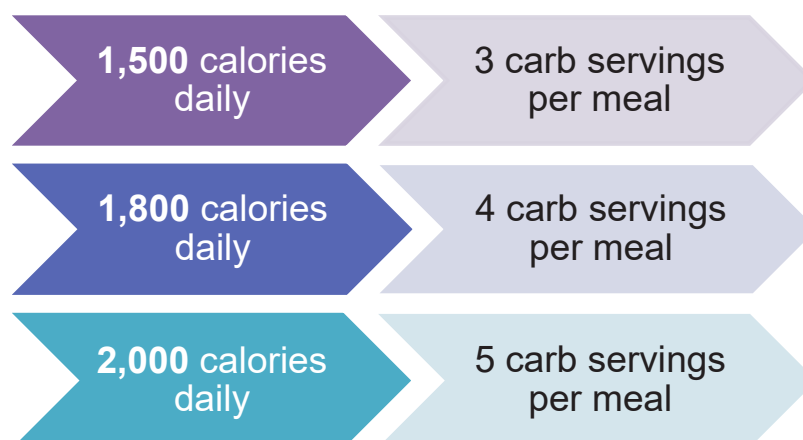 1,500 calories
daily
3 carb servings
per meal
1,800 calories
daily
4 carb servings
per meal
2,000 calories
daily
5 carb servings
per meal